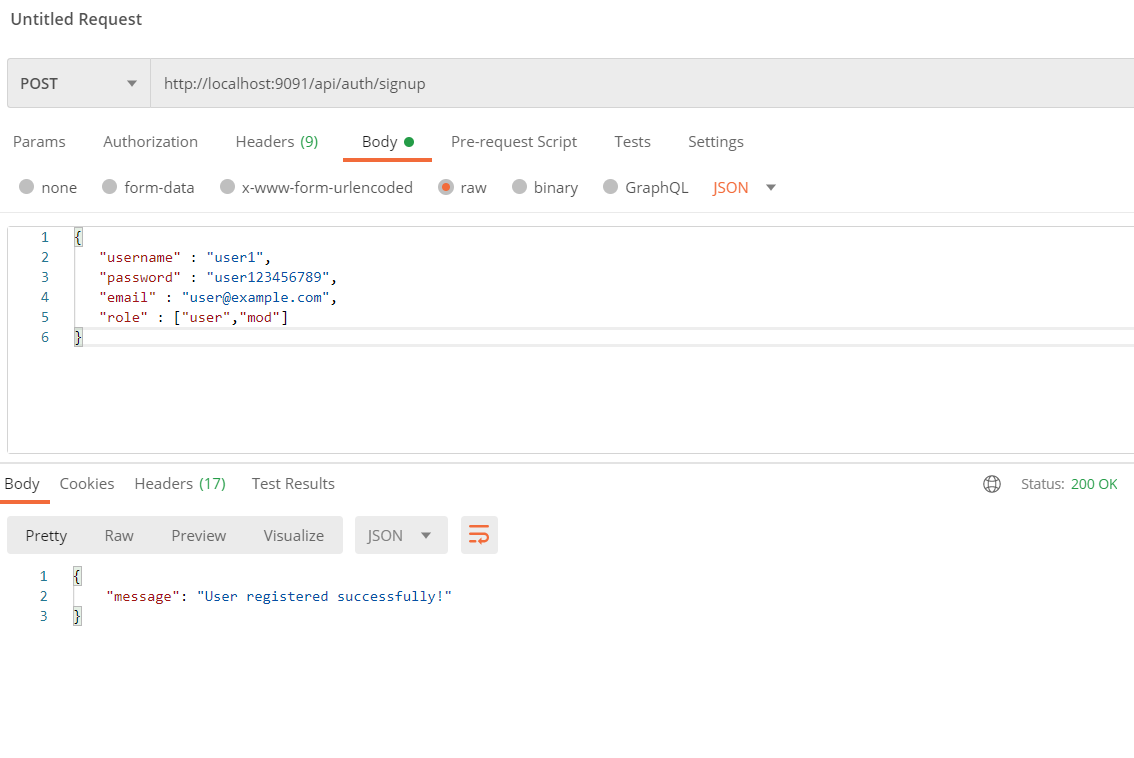 Untitled Request
POST http://localhost:9091/api/auth/signup
Params Authorization Headers (9) Body Pre-request Script Tests Settings
none form-data x-www-form-urlencoded raw binary GraphQL JSON
1 {
2 "username" : "user1",
3 "password" : "user123456789",
4 "email" : "user@example.com",
5 "role" : ["user","mod"]
6 }
Body Cookies Headers (17) Test Results Status: 200 OK
Pretty Raw Preview Visualize JSON
1 {
2 "message": "User registered successfully!"
3 }